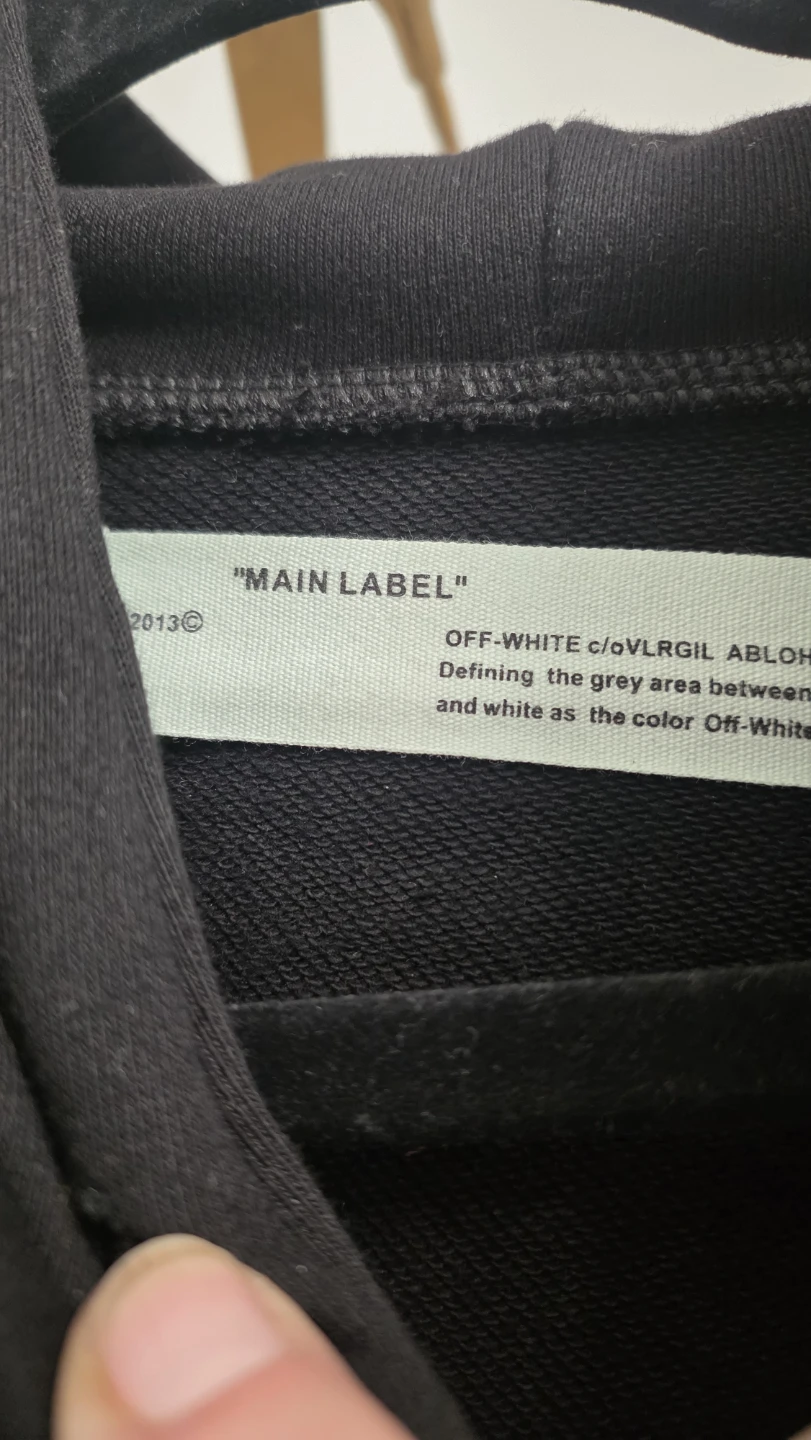 "MAIN LABEL"
2013©
OFF-WHITE c/oVLRGIL ABLOH
Defining the grey area between
and white as the color Off-White